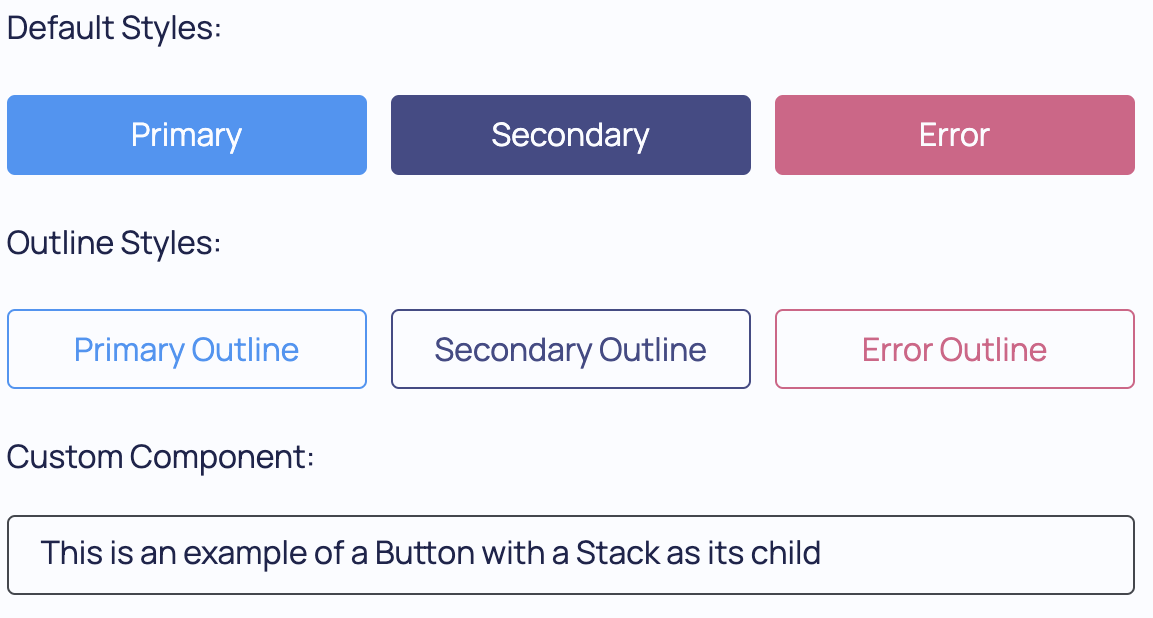 Default Styles:
Primary Secondary Error
Outline Styles:
Primary Outline Secondary Outline Error Outline
Custom Component:
This is an example of a Button with a Stack as its child